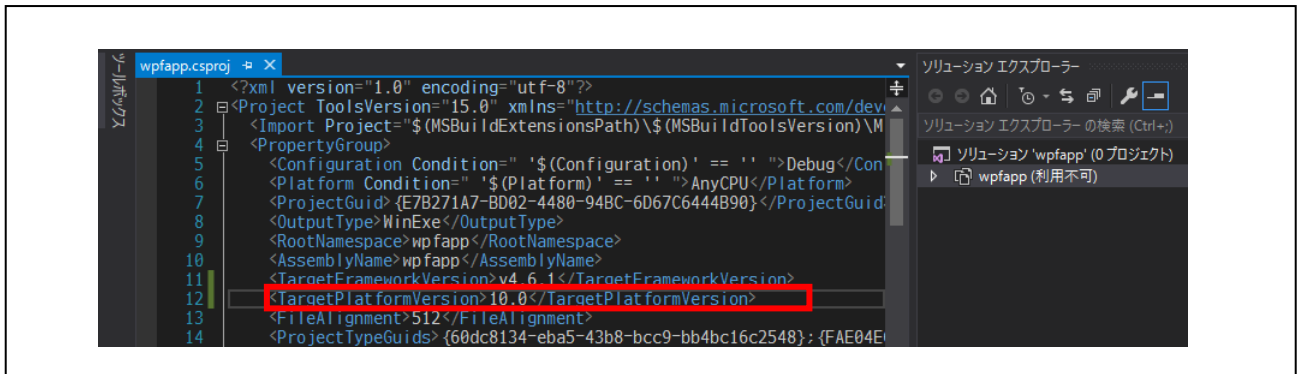 ツールボックス
wpfapp.csproj
1 <?xml version="1.0" encoding="utf-8"?>
2 <Project ToolsVersion="15.0" xmlns="http://schemas.microsoft.com/dev
3 <Import Project="$(MSBuildExtensionsPath)\$(MSBuildToolsVersion)\M
4 <PropertyGroup>
5 <Configuration Condition=" '$(Configuration)' == '' ">Debug</Con
6 <Platform Condition=" '$(Platform)' == '' ">AnyCPU</Platform>
7 <ProjectGuid>{E7B271A7-BD02-4480-94BC-6D67C6444B90}</ProjectGuid>
8 <OutputType>WinExe</OutputType>
9 <RootNamespace>wpfapp</RootNamespace>
10 <AssemblyName>wpfapp</AssemblyName>
11 <TargetFrameworkVersion>v4.6.1</TargetFrameworkVersion>
12 <TargetPlatformVersion>10.0</TargetPlatformVersion>
13 <FileAlignment>512</FileAlignment>
14 <ProjectTypeGuids>{60dc8134-eba5-43b8-bcc9-bb4bc16c2548};{FAE04E
ソリューション エクスプローラー
ソリューション エクスプローラー の検索 (Ctrl+;)
ソリューション 'wpfapp' (0 プロジェクト)
wpfapp (利用不可)